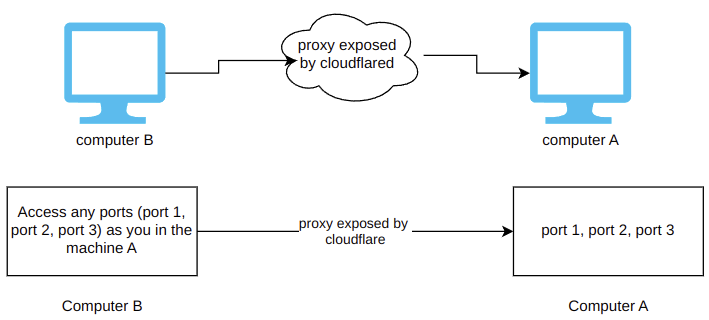 proxy exposed
by cloudflared
computer B
computer A
Access any ports (port 1,
port 2, port 3) as you in the
machine A
proxy exposed by
cloudflare
port 1, port 2, port 3
Computer B
Computer A